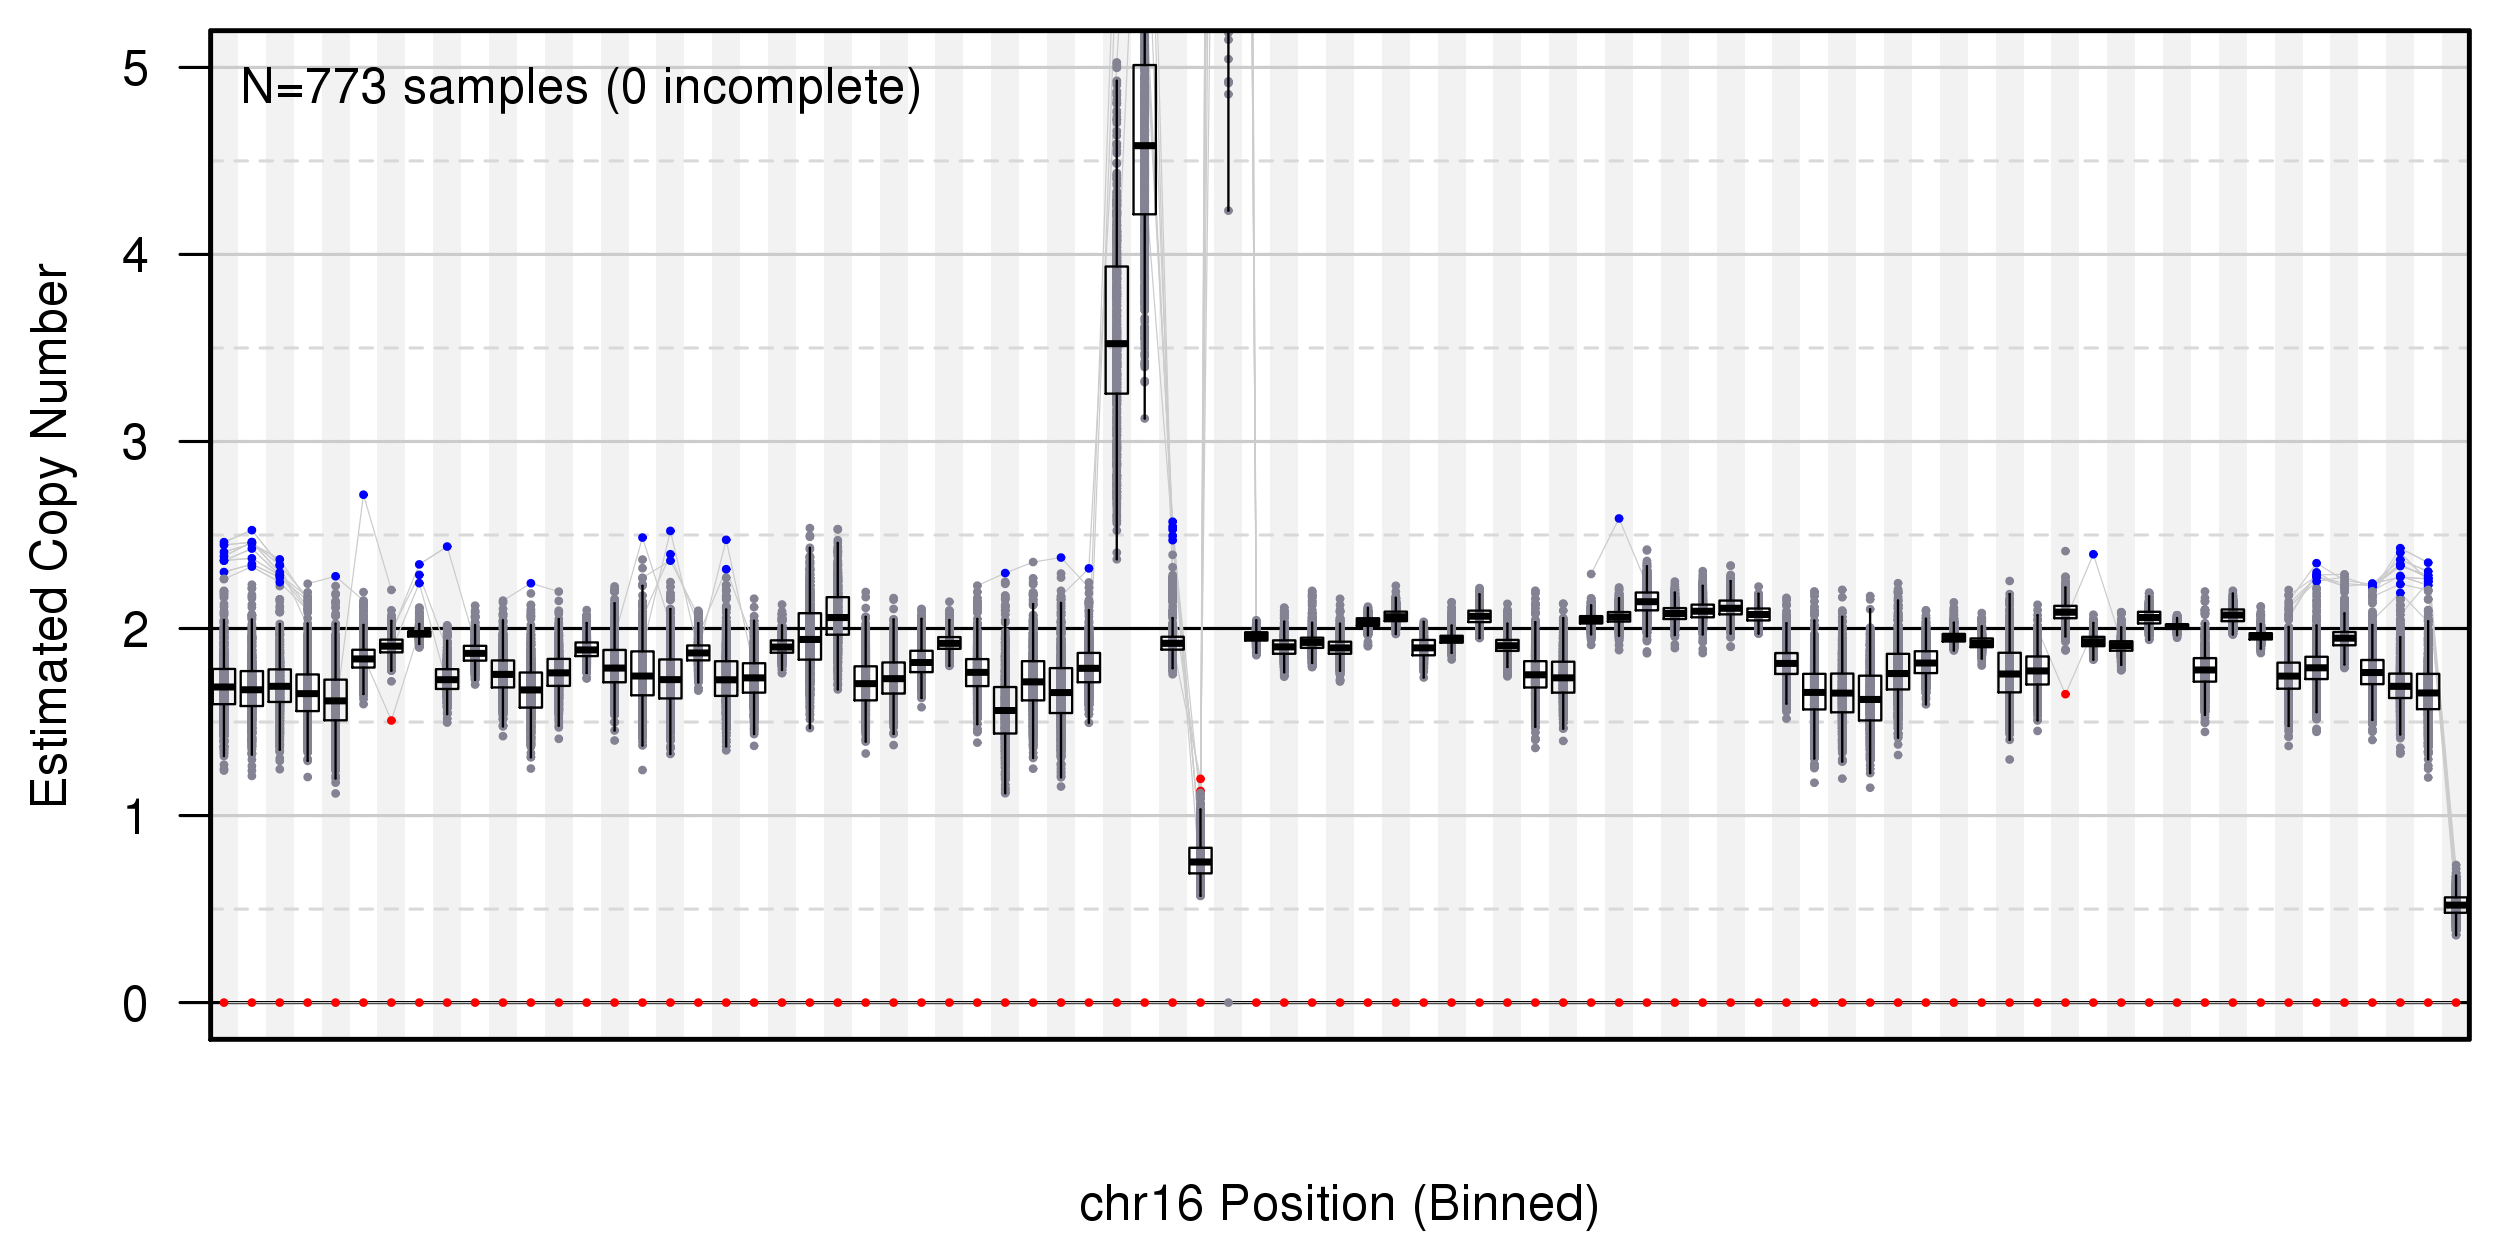 N=773 samples (0 incomplete)
Estimated Copy Number
5
4
3
2
1
0
chr16 Position (Binned)